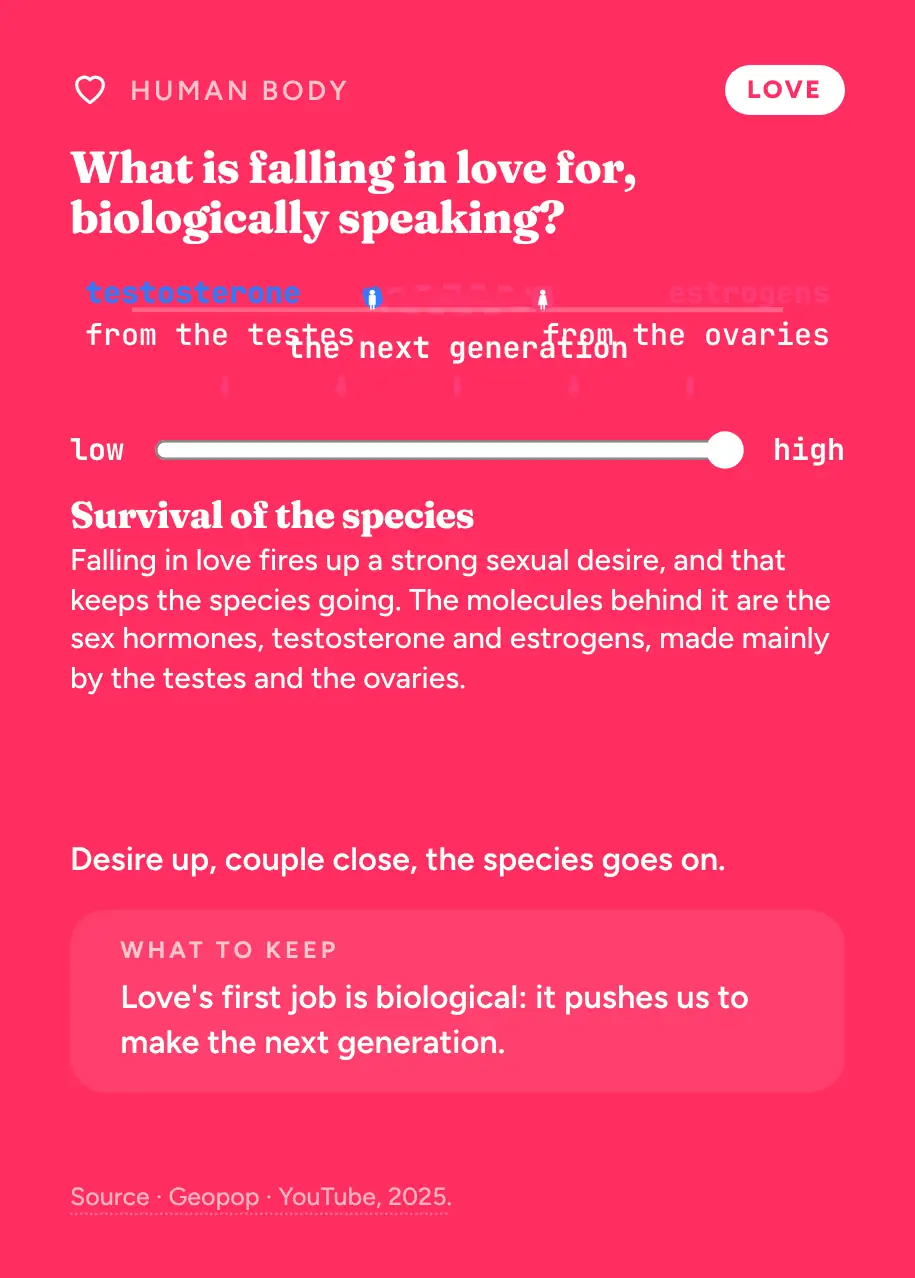 HUMAN BODY
LOVE
What is falling in love for,
biologically speaking?
testosterone
estrogens
from the testes
from the ovaries
the next generation
low
high
Survival of the species
Falling in love fires up a strong sexual desire, and that
keeps the species going. The molecules behind it are the
sex hormones, testosterone and estrogens, made mainly
by the testes and the ovaries.
Desire up, couple close, the species goes on.
WHAT TO KEEP
Love's first job is biological: it pushes us to
make the next generation.
Source · Geopop · YouTube, 2025.